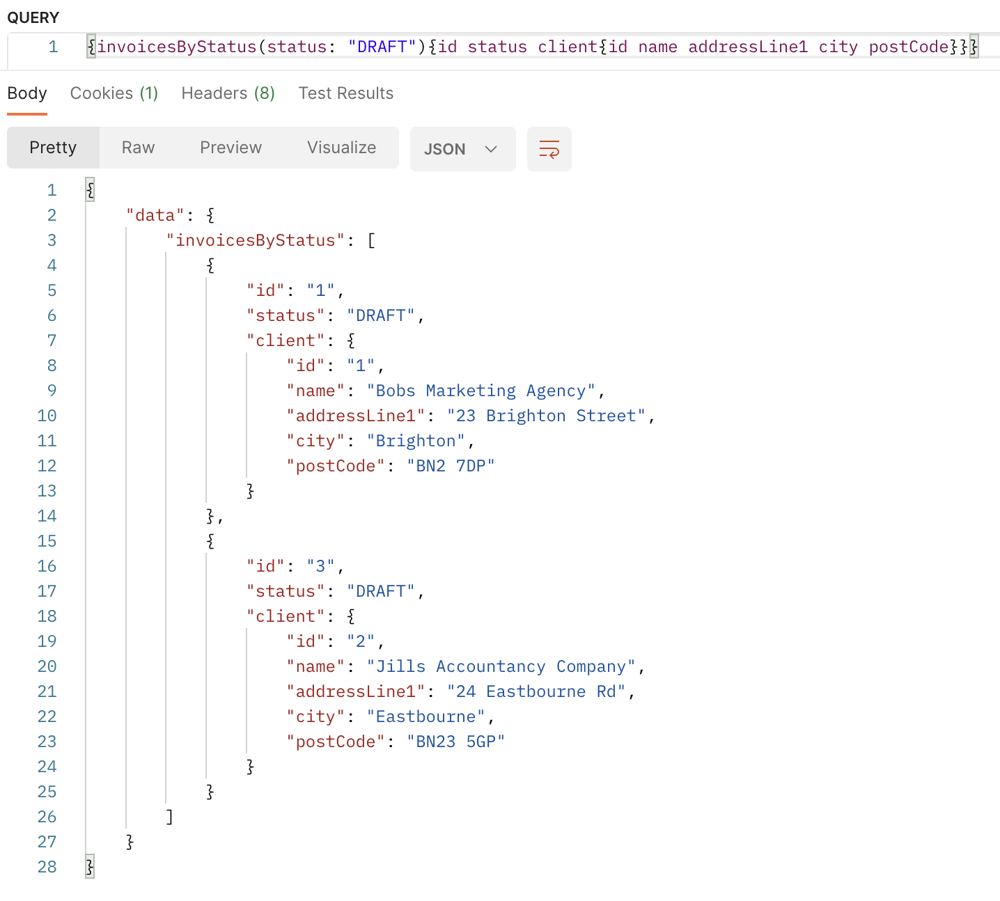 QUERY
1 {invoicesByStatus(status: "DRAFT"){id status client{id name addressLine1 city postCode}}}
Body Cookies (1) Headers (8) Test Results
Pretty Raw Preview Visualize JSON
1 {
2 "data": {
3 "invoicesByStatus": [
4 {
5 "id": "1",
6 "status": "DRAFT",
7 "client": {
8 "id": "1",
9 "name": "Bobs Marketing Agency",
10 "addressLine1": "23 Brighton Street",
11 "city": "Brighton",
12 "postCode": "BN2 7DP"
13 }
14 },
15 {
16 "id": "3",
17 "status": "DRAFT",
18 "client": {
19 "id": "2",
20 "name": "Jills Accountancy Company",
21 "addressLine1": "24 Eastbourne Rd",
22 "city": "Eastbourne",
23 "postCode": "BN23 5GP"
24 }
25 }
26 ]
27 }
28 }